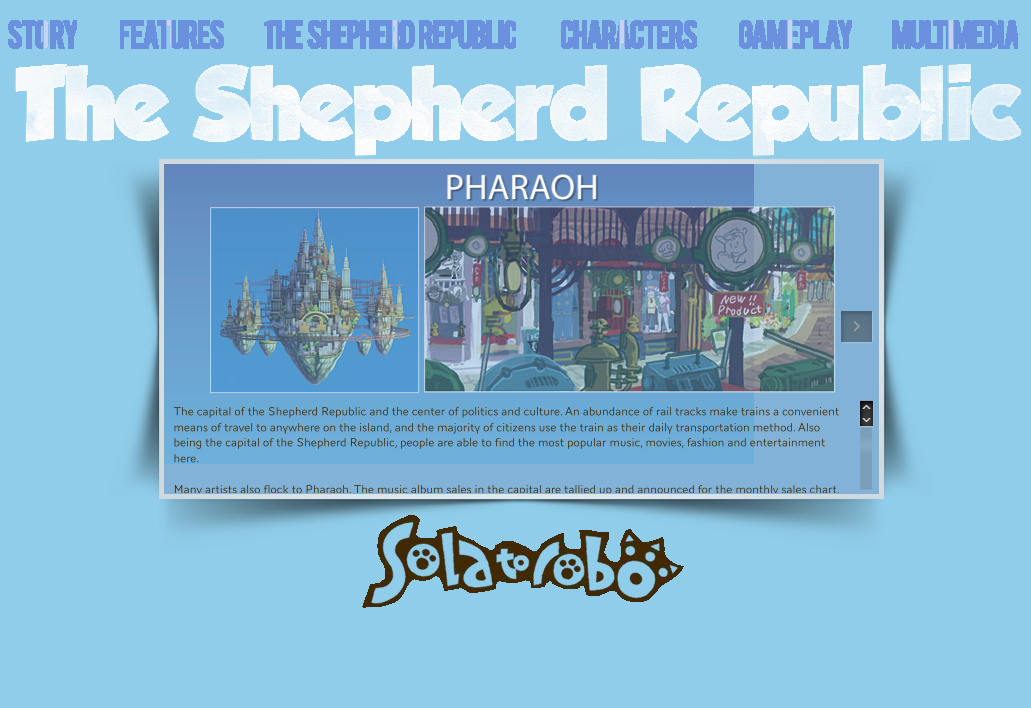 STORY FEATURES THE SHEPHERD REPUBLIC CHARACTERS GAMEPLAY MULTIMEDIA
The Shepherd Republic
PHARAOH
New!!
Product
The capital of the Shepherd Republic and the center of politics and culture. An abundance of rail tracks make trains a convenient
means of travel to anywhere on the island, and the majority of citizens use the train as their daily transportation method. Also
being the capital of the Shepherd Republic, people are able to find the most popular music, movies, fashion and entertainment
here.
Many artists also flock to Pharaoh. The music album sales in the capital are tallied up and announced for the monthly sales chart.
Solatorobo